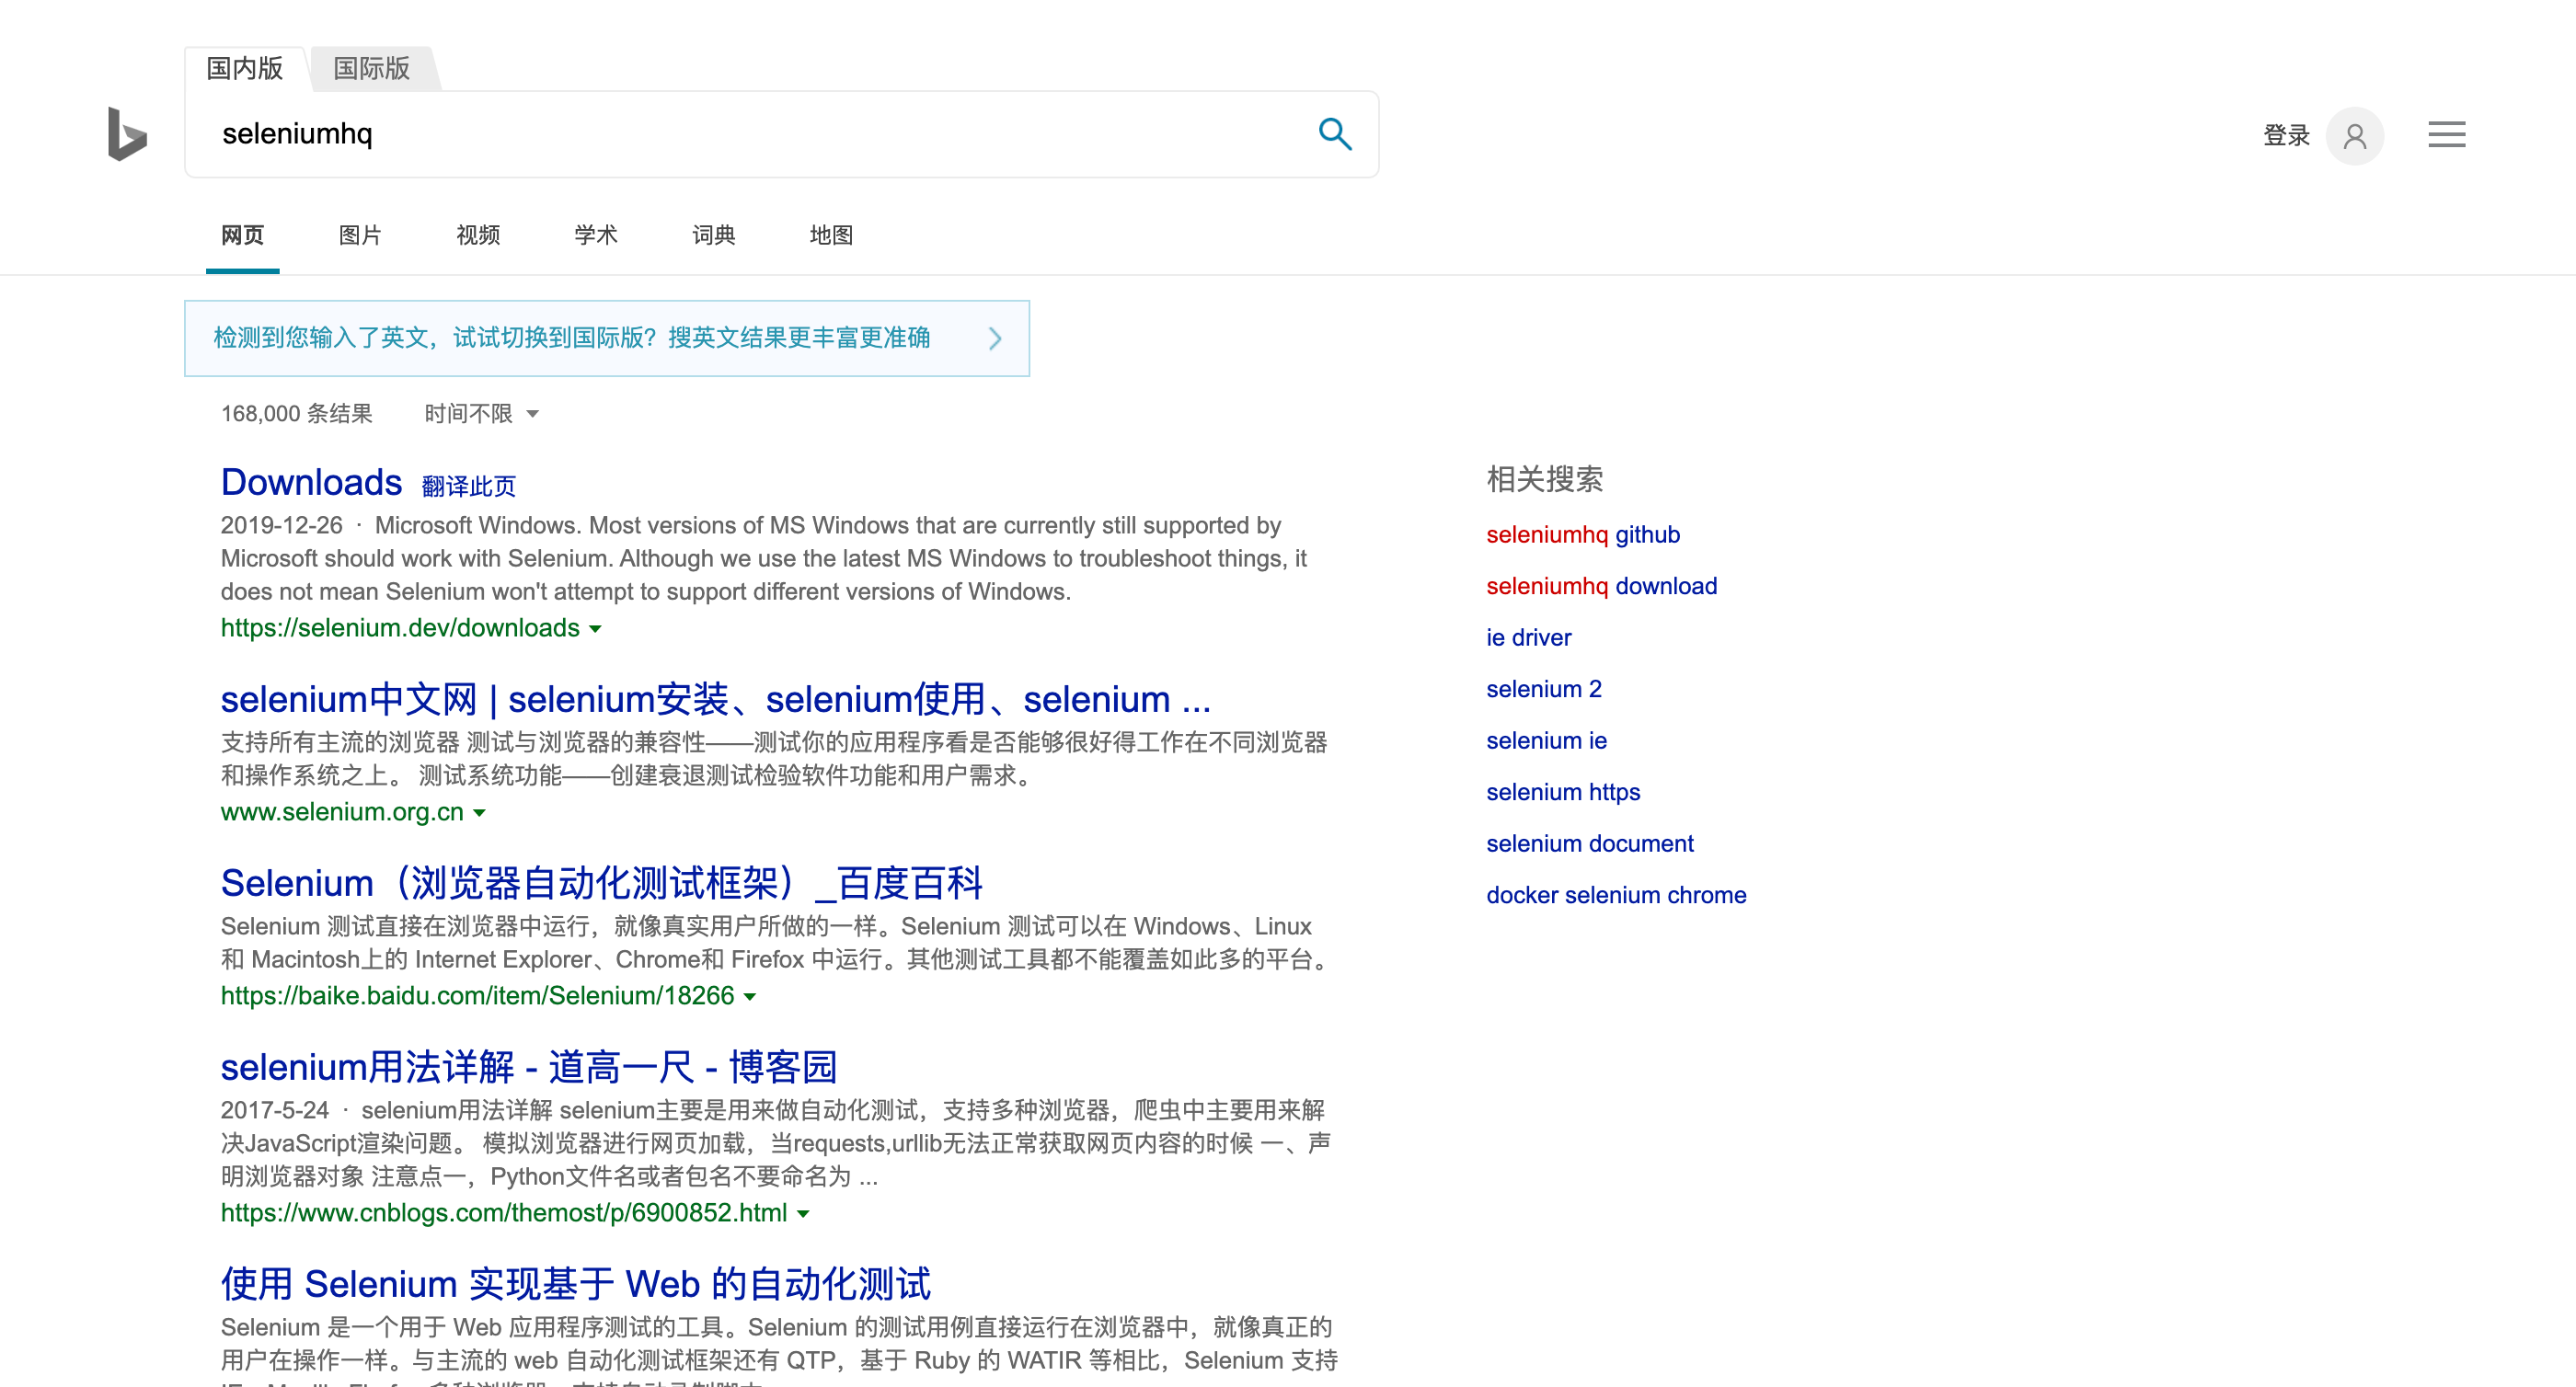 国内版
国际版
seleniumhq
登录
网页
图片
视频
学术
词典
地图
检测到您输入了英文，试试切换到国际版？搜英文结果更丰富更准确
168,000 条结果
时间不限
Downloads 翻译此页
2019-12-26 · Microsoft Windows. Most versions of MS Windows that are currently still supported by
Microsoft should work with Selenium. Although we use the latest MS Windows to troubleshoot things, it
does not mean Selenium won't attempt to support different versions of Windows.
https://selenium.dev/downloads
selenium中文网 | selenium安装、selenium使用、selenium ...
支持所有主流的浏览器 测试与浏览器的兼容性——测试你的应用程序看是否能够很好得工作在不同浏览器
和操作系统之上。 测试系统功能——创建衰退测试检验软件功能和用户需求。
www.selenium.org.cn
Selenium（浏览器自动化测试框架）_百度百科
Selenium 测试直接在浏览器中运行，就像真实用户所做的一样。Selenium 测试可以在 Windows、Linux
和 Macintosh上的 Internet Explorer、Chrome和 Firefox 中运行。其他测试工具都不能覆盖如此多的平台。
https://baike.baidu.com/item/Selenium/18266
selenium用法详解 - 道高一尺 - 博客园
2017-5-24 · selenium用法详解 selenium主要是用来做自动化测试，支持多种浏览器，爬虫中主要用来解
决JavaScript渲染问题。 模拟浏览器进行网页加载，当requests,urllib无法正常获取网页内容的时候 一、声
明浏览器对象 注意点一，Python文件名或者包名不要命名为 ...
https://www.cnblogs.com/themost/p/6900852.html
使用 Selenium 实现基于 Web 的自动化测试
Selenium 是一个用于 Web 应用程序测试的工具。Selenium 的测试用例直接运行在浏览器中，就像真正的
用户在操作一样。与主流的 web 自动化测试框架还有 QTP，基于 Ruby 的 WATIR 等相比，Selenium 支持
相关搜索
seleniumhq github
seleniumhq download
ie driver
selenium 2
selenium ie
selenium https
selenium document
docker selenium chrome